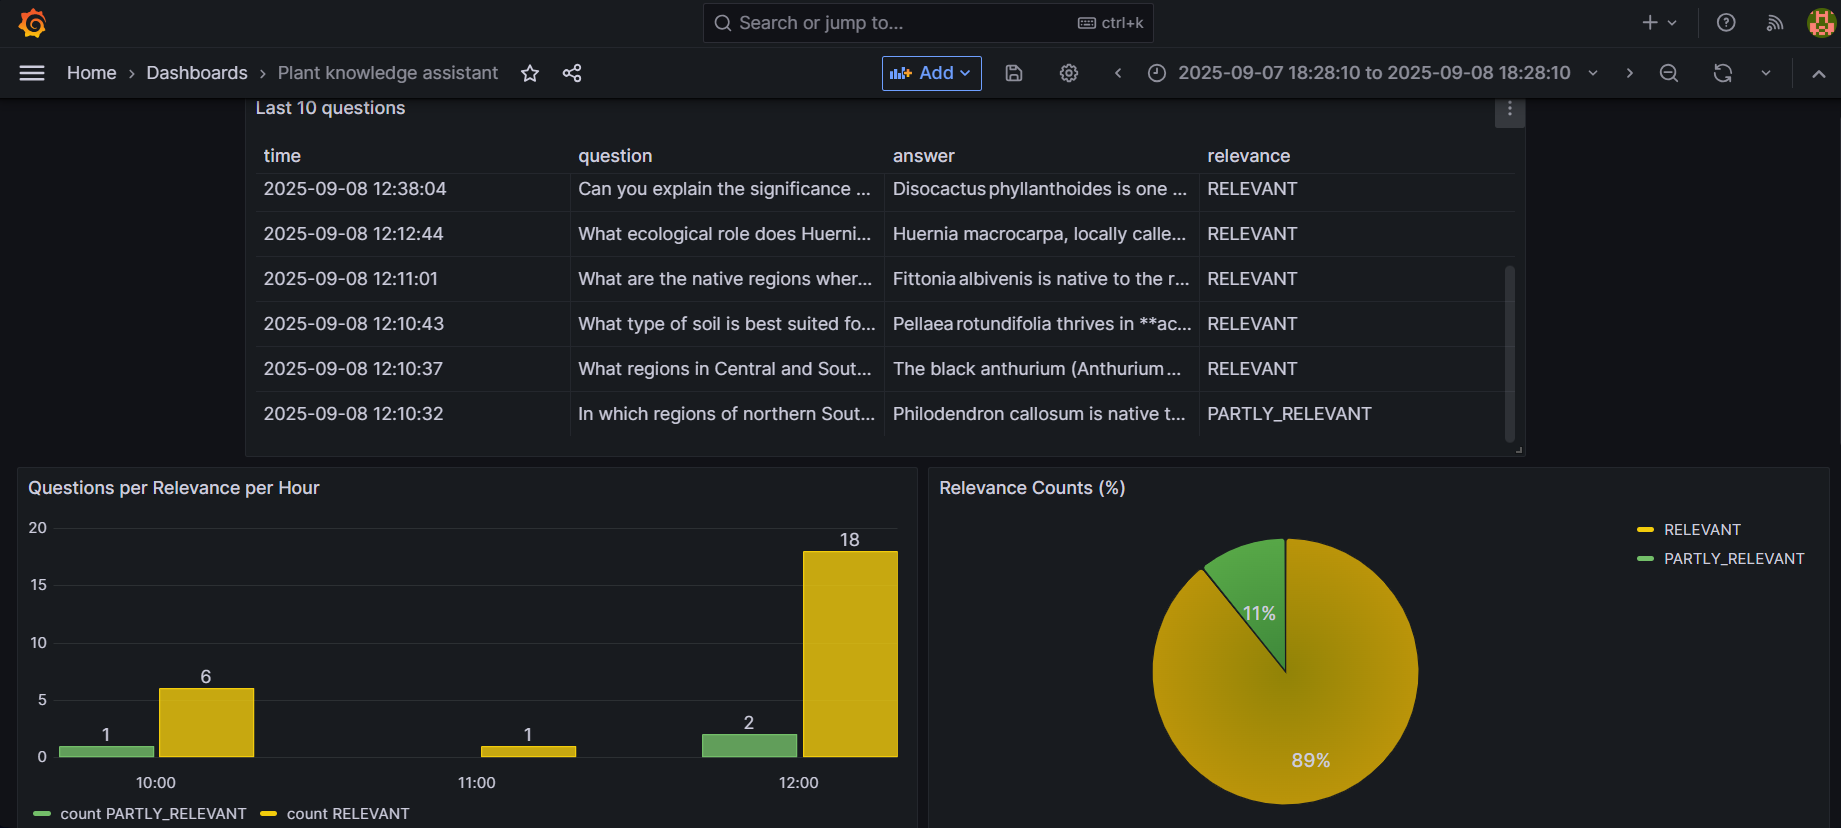 Search or jump to... ctrl+k
Home › Dashboards › Plant knowledge assistant Add 2025-09-07 18:28:10 to 2025-09-08 18:28:10
Last 10 questions
time question answer relevance
2025-09-08 12:38:04 Can you explain the significance ... Disocactus phyllanthoides is one ... RELEVANT
2025-09-08 12:12:44 What ecological role does Huerni... Huernia macrocarpa, locally calle... RELEVANT
2025-09-08 12:11:01 What are the native regions wher... Fittonia albivenis is native to the r... RELEVANT
2025-09-08 12:10:43 What type of soil is best suited fo... Pellaea rotundifolia thrives in **ac... RELEVANT
2025-09-08 12:10:37 What regions in Central and Sout... The black anthurium (Anthurium ... RELEVANT
2025-09-08 12:10:32 In which regions of northern Sout... Philodendron callosum is native t... PARTLY_RELEVANT
Questions per Relevance per Hour
20
15
10
5
0
1 6 1 2 18
10:00 11:00 12:00
count PARTLY_RELEVANT count RELEVANT
Relevance Counts (%)
RELEVANT
PARTLY_RELEVANT
11%
89%